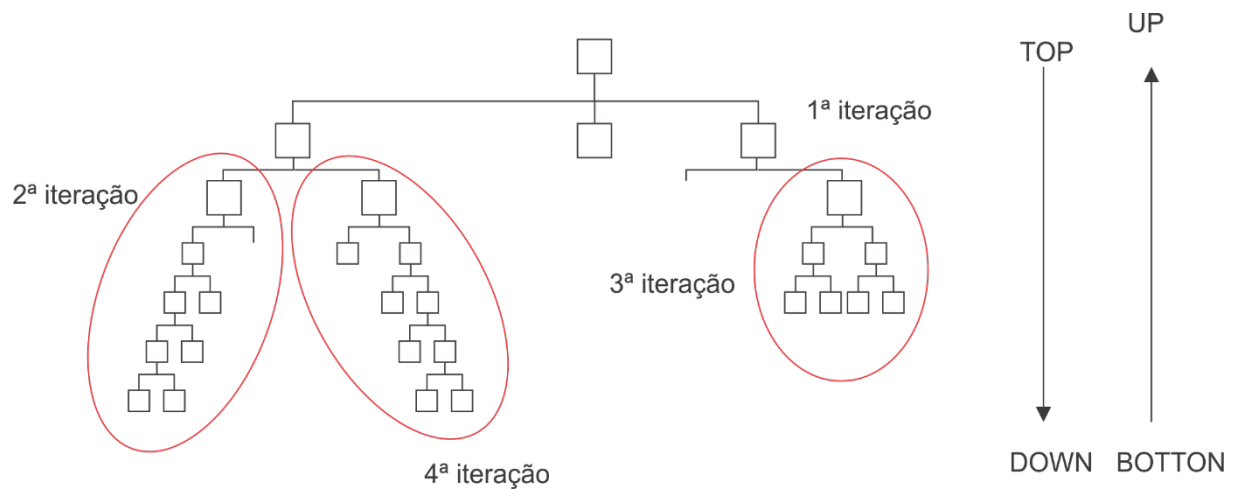 UP
TOP
1ª iteração
2ª iteração
3ª iteração
4ª iteração
DOWN
BOTTON